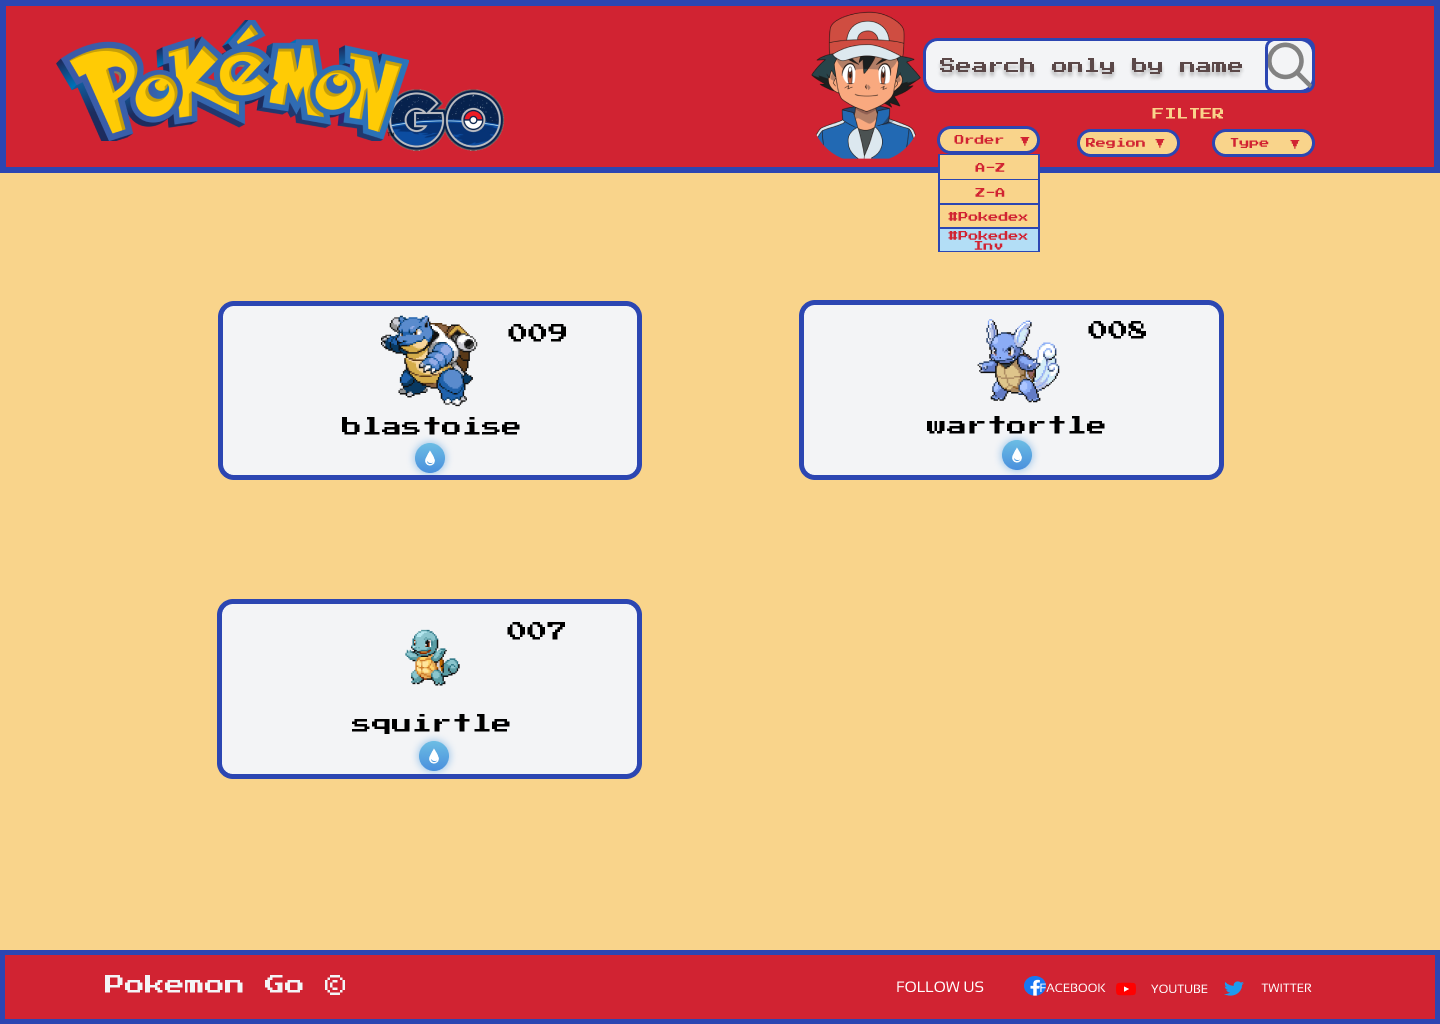 POKéMON
GO
Search only by name
FILTER
Order ▼
Region ▼
Type ▼
A-Z
Z-A
#Pokedex
#Pokedex
Inv
009
blastoise
008
wartortle
007
squirtle
Pokemon Go ©
FOLLOW US
FACEBOOK
YOUTUBE
TWITTER